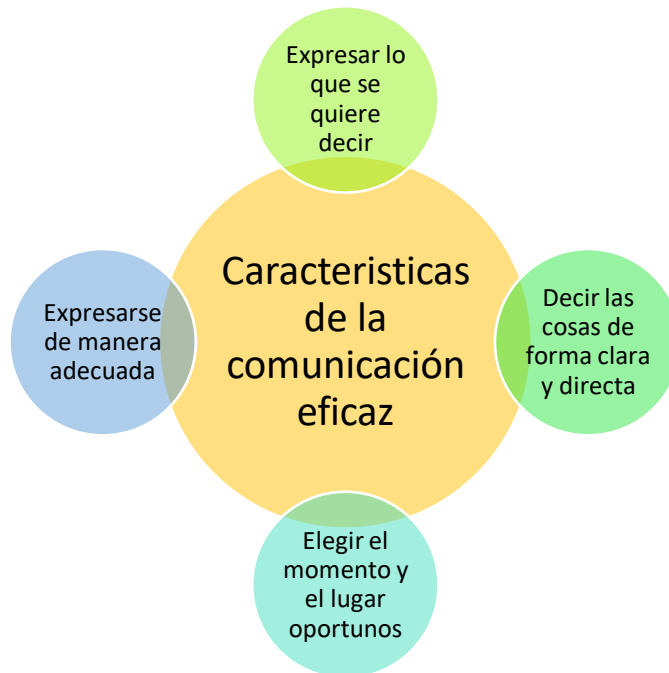 Expresar lo
que se
quiere
decir
Caracteristicas
de la
comunicación
eficaz
Decir las
cosas de
forma clara
y directa
Elegir el
momento y
el lugar
oportunos
Expresarse
de manera
adecuada